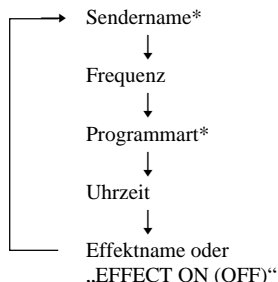 Sendername*
Frequenz
Programmart*
Uhrzeit
Effektname oder
„EFFECT ON (OFF)“